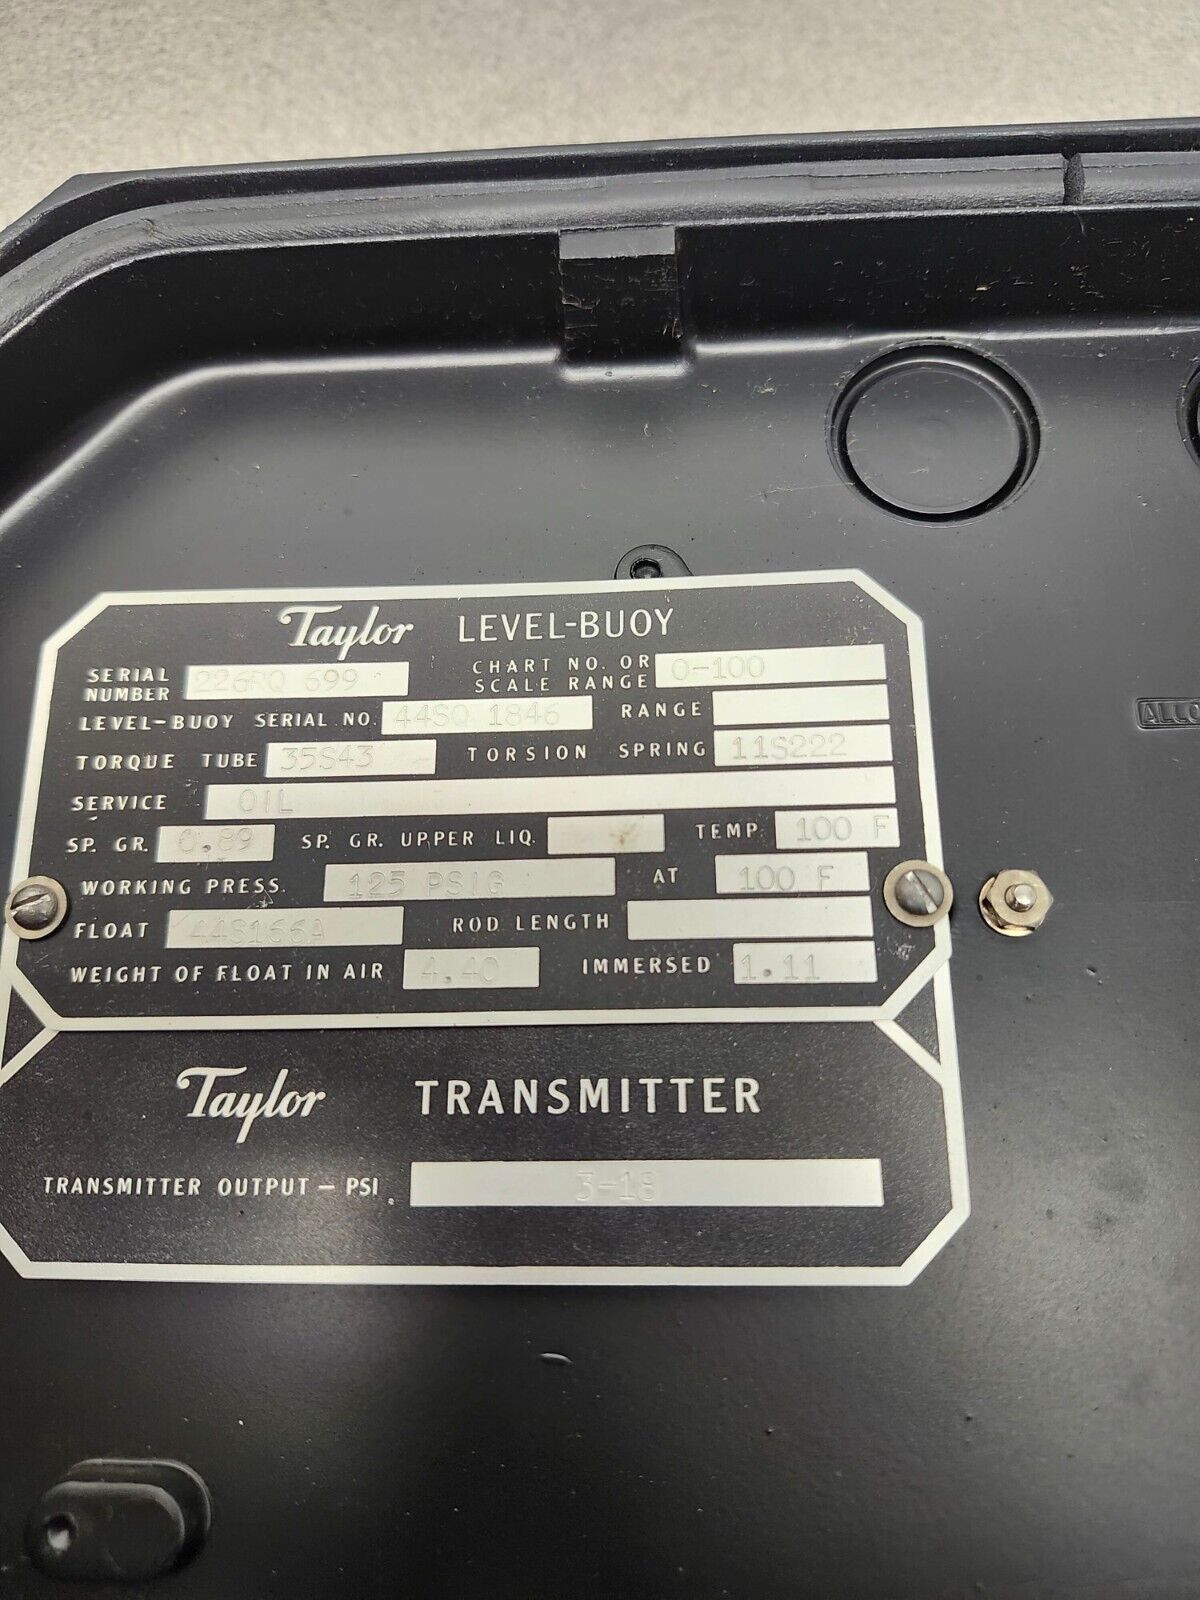 Taylor LEVEL-BUOY
SERIAL NUMBER 226RQ 699 CHART NO. OR SCALE RANGE 0-100
LEVEL-BUOY SERIAL NO. 44SQ 1846 RANGE
TORQUE TUBE 35S43 TORSION SPRING 11S222
SERVICE OIL
SP. GR. 0.89 SP. GR. UPPER LIQ. TEMP. 100 F
WORKING PRESS. 125 PSIG AT 100 F
FLOAT 44S166A ROD LENGTH
WEIGHT OF FLOAT IN AIR 4.40 IMMERSED 1.11
Taylor TRANSMITTER
TRANSMITTER OUTPUT - PSI 3-18